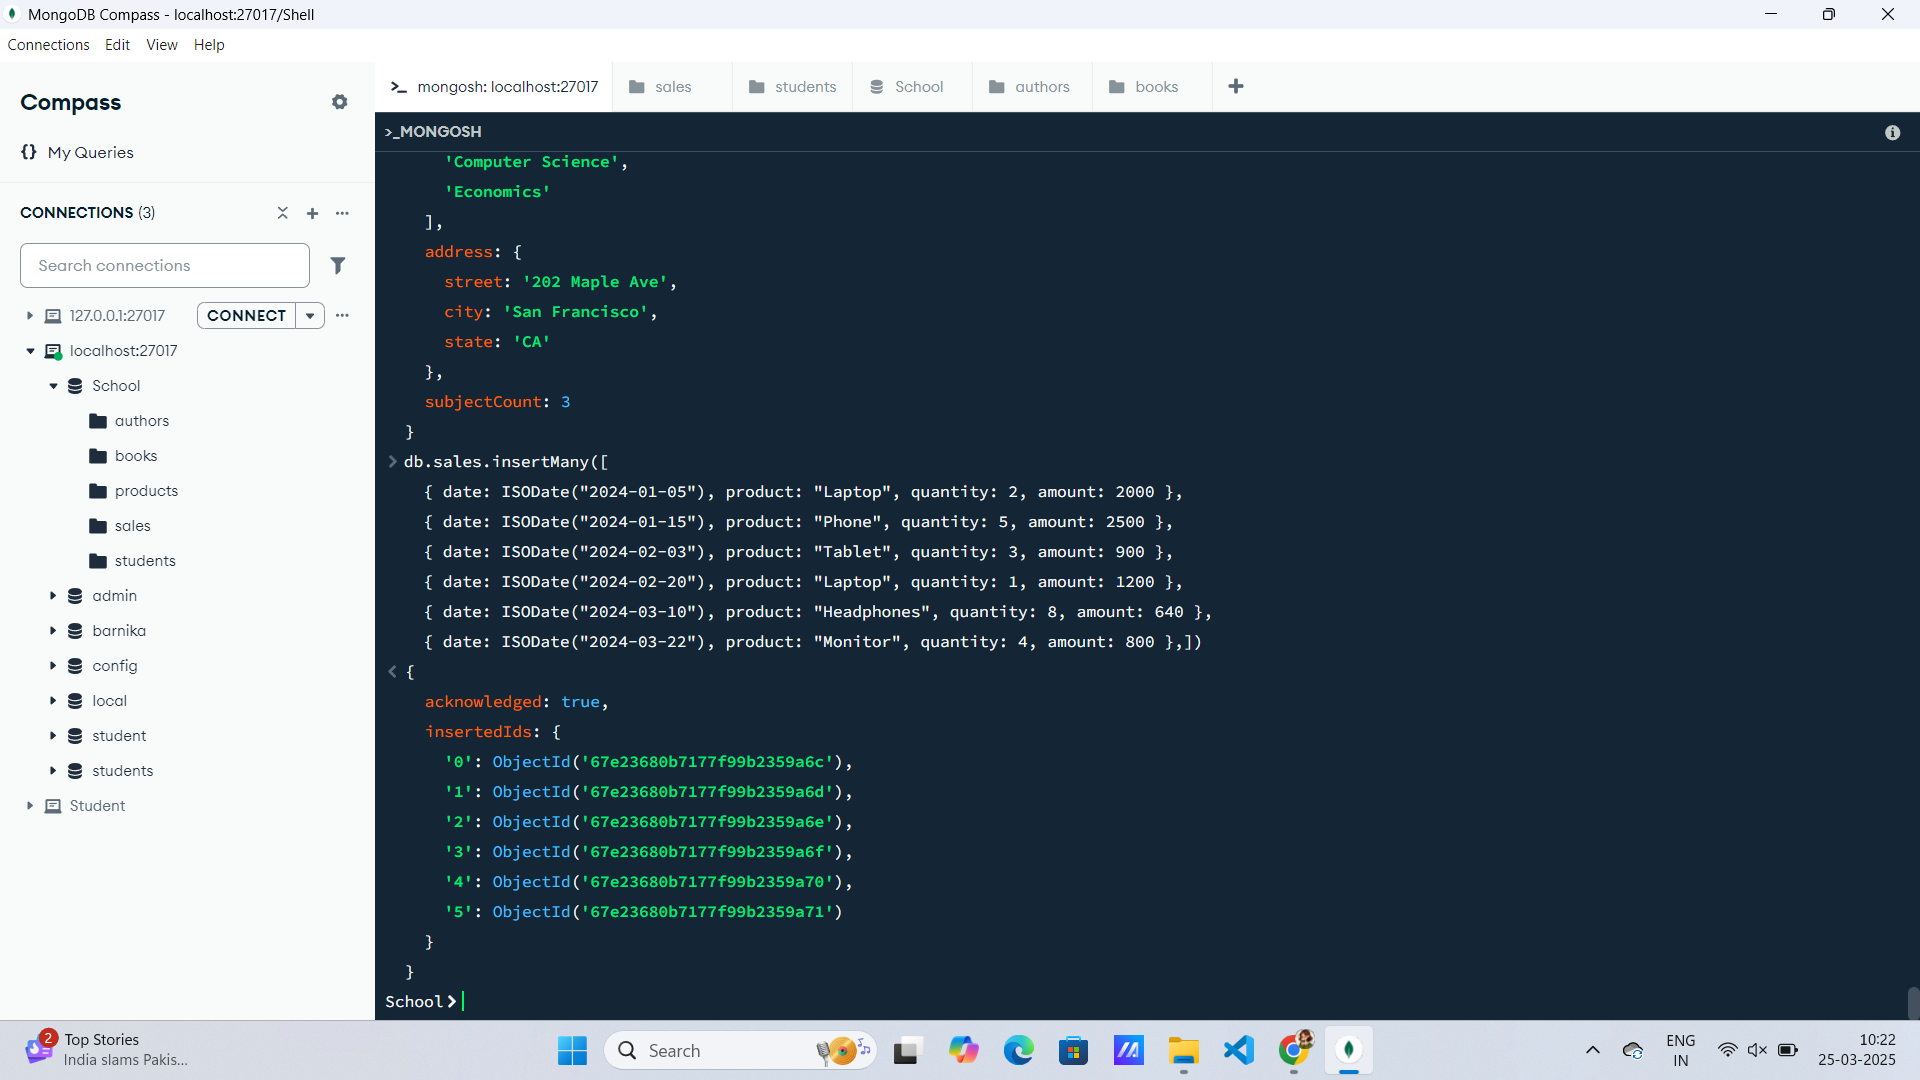 MongoDB Compass - localhost:27017/Shell
Connections Edit View Help
Compass
mongosh: localhost:27017 sales students School authors books
{} My Queries
>_MONGOSH
CONNECTIONS (3)
Search connections
127.0.0.1:27017 CONNECT
localhost:27017
School
authors
books
products
sales
students
admin
barnika
config
local
student
students
Student
'Computer Science',
'Economics'
],
address: {
street: '202 Maple Ave',
city: 'San Francisco',
state: 'CA'
},
subjectCount: 3
}
db.sales.insertMany([
{ date: ISODate("2024-01-05"), product: "Laptop", quantity: 2, amount: 2000 },
{ date: ISODate("2024-01-15"), product: "Phone", quantity: 5, amount: 2500 },
{ date: ISODate("2024-02-03"), product: "Tablet", quantity: 3, amount: 900 },
{ date: ISODate("2024-02-20"), product: "Laptop", quantity: 1, amount: 1200 },
{ date: ISODate("2024-03-10"), product: "Headphones", quantity: 8, amount: 640 },
{ date: ISODate("2024-03-22"), product: "Monitor", quantity: 4, amount: 800 },])
{
acknowledged: true,
insertedIds: {
'0': ObjectId('67e23680b7177f99b2359a6c'),
'1': ObjectId('67e23680b7177f99b2359a6d'),
'2': ObjectId('67e23680b7177f99b2359a6e'),
'3': ObjectId('67e23680b7177f99b2359a6f'),
'4': ObjectId('67e23680b7177f99b2359a70'),
'5': ObjectId('67e23680b7177f99b2359a71')
}
}
School>
2
Top Stories
India slams Pakis...
Search
ENG
IN
10:22
25-03-2025